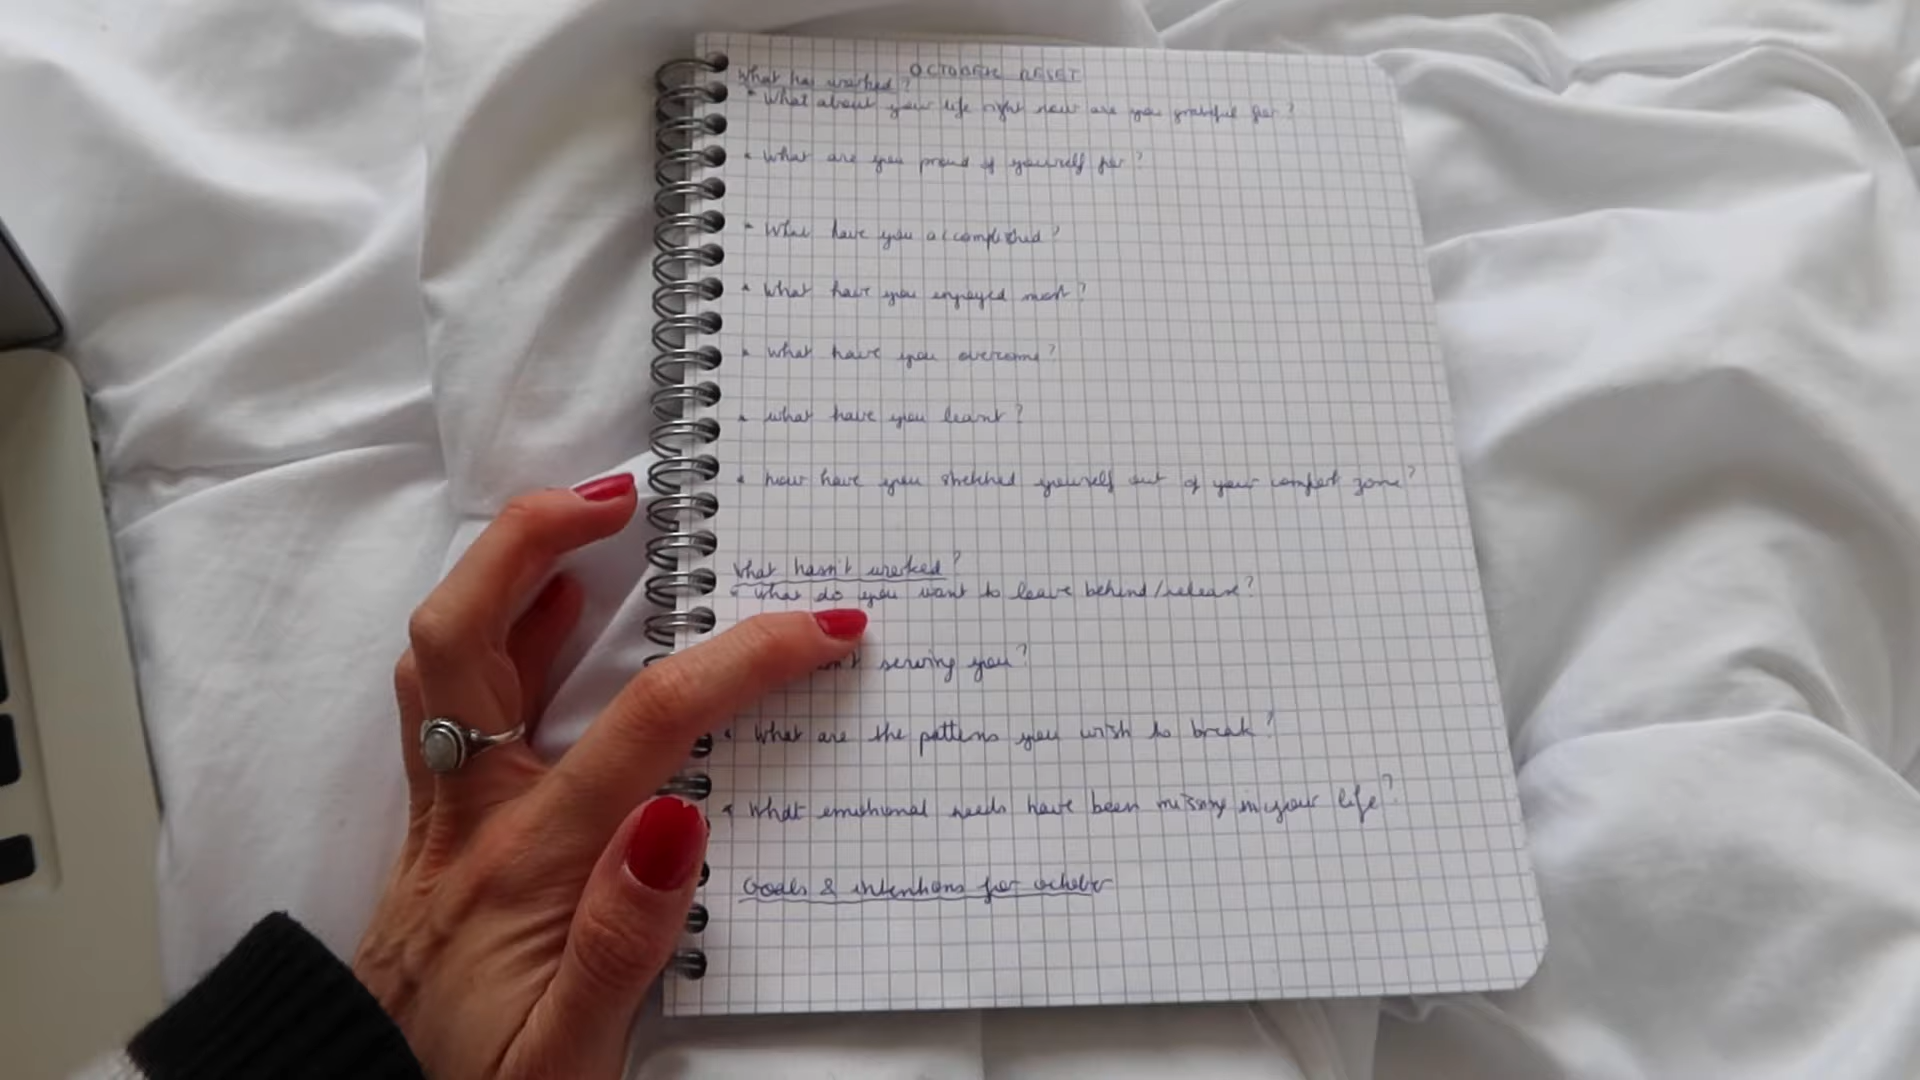 OCTOBER RESET
What has worked?
• What about your life right now are you grateful for?
• What are you proud of yourself for?
• What have you accomplished?
• What have you enjoyed most?
• What have you overcome?
• What have you learnt?
• How have you stretched yourself out of your comfort zone?
What hasn't worked?
• What do you want to leave behind/release?
serving you?
• What are the patterns you wish to break?
• What emotional needs have been missing in your life?
Goals & intentions for october